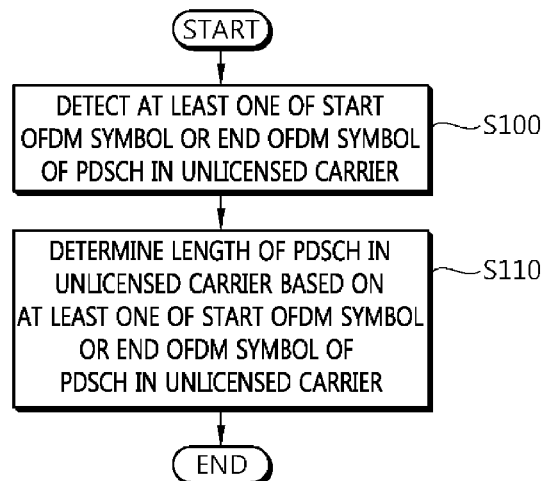 START
DETECT AT LEAST ONE OF START
OFDM SYMBOL OR END OFDM SYMBOL
OF PDSCH IN UNLICENSED CARRIER
S100
DETERMINE LENGTH OF PDSCH IN
UNLICENSED CARRIER BASED ON
AT LEAST ONE OF START OFDM SYMBOL
OR END OFDM SYMBOL OF
PDSCH IN UNLICENSED CARRIER
S110
END